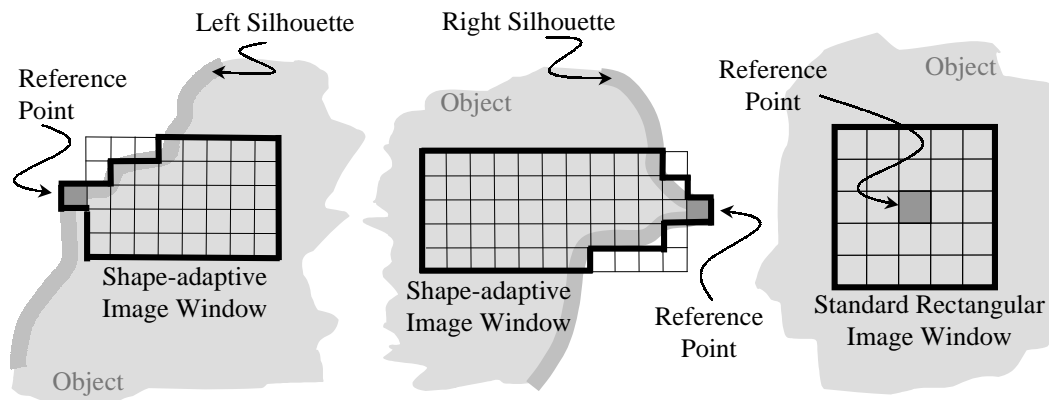 Left Silhouette
Reference
Point
Shape-adaptive
Image Window
Object
Right Silhouette
Object
Shape-adaptive
Image Window
Reference
Point
Reference
Point
Object
Standard Rectangular
Image Window